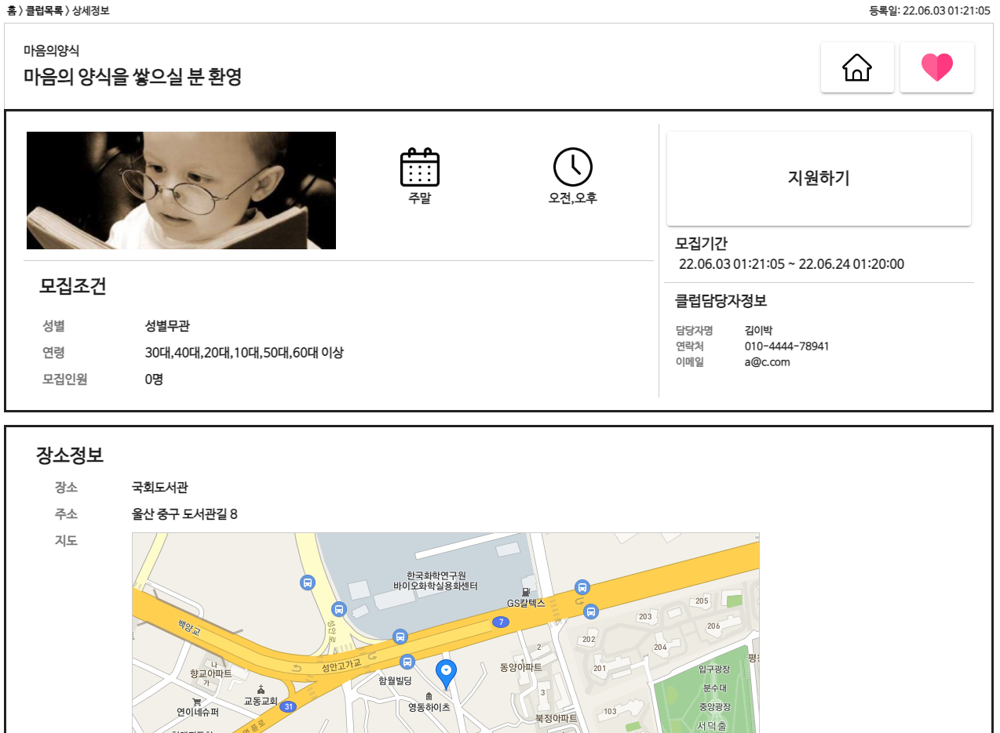 홈 > 클럽목록 > 상세정보
등록일: 22.06.03 01:21:05
마음의양식
마음의 양식을 쌓으실 분 환영
주말
오전,오후
지원하기
모집기간
22.06.03 01:21:05 ~ 22.06.24 01:20:00
모집조건
성별 성별무관
연령 30대,40대,20대,10대,50대,60대 이상
모집인원 0명
클럽담당자정보
담당자명 김이박
연락처 010-4444-78941
이메일 a@c.com
장소정보
장소 국회도서관
주소 울산 중구 도서관길 8
지도
한국화학연구원
바이오화학실용화센터
GS칼텍스
205
203
206
7
백양교
성안로
202
204
2
성안고가교
1
동양아파트
201
입구광장
평
나
향교아파트
가
함월빌딩
분수대
교동교회
31
영동하이츠
3
중앙광장
연이네슈퍼
북정아파트
103
서덕출